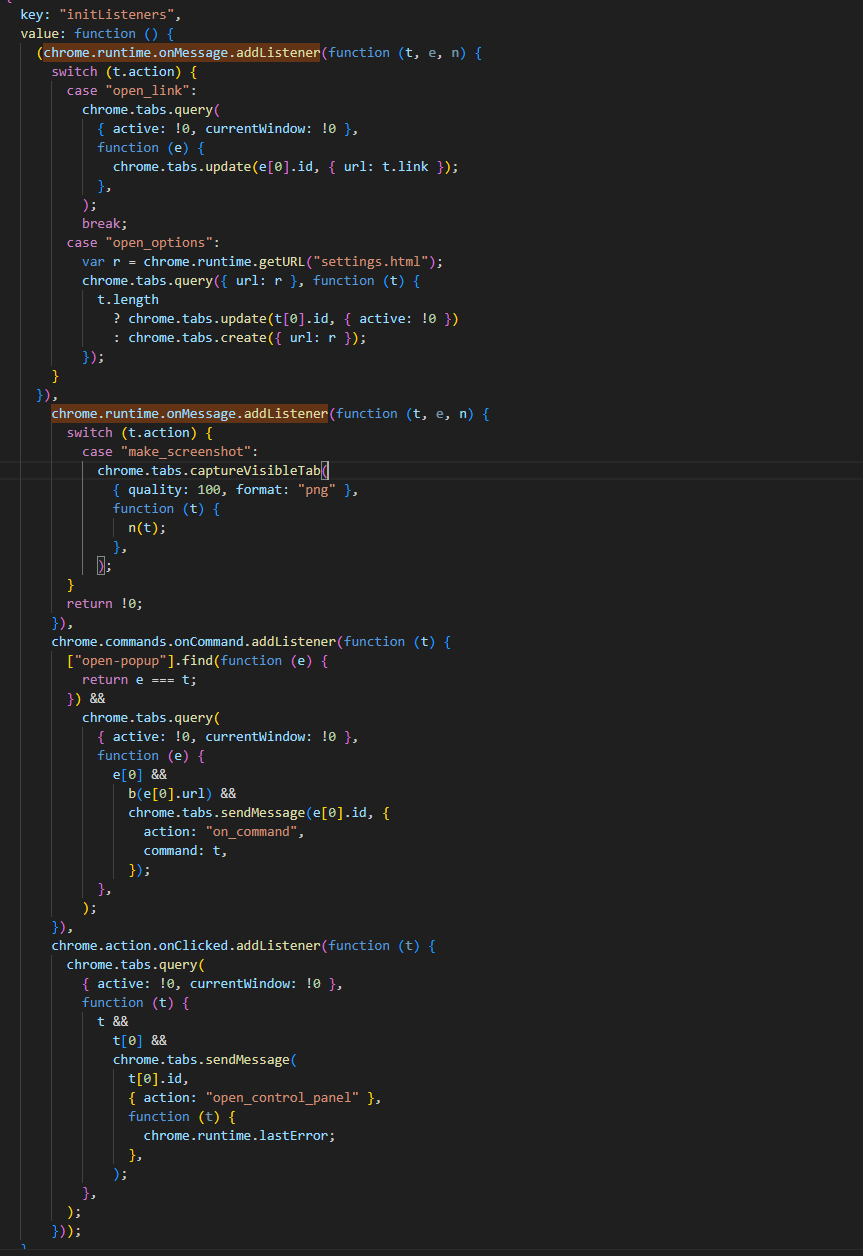 key: "initListeners",
value: function () {
(chrome.runtime.onMessage.addListener(function (t, e, n) {
switch (t.action) {
case "open_link":
chrome.tabs.query(
{ active: !0, currentWindow: !0 },
function (e) {
chrome.tabs.update(e[0].id, { url: t.link });
},
);
break;
case "open_options":
var r = chrome.runtime.getURL("settings.html");
chrome.tabs.query({ url: r }, function (t) {
t.length
? chrome.tabs.update(t[0].id, { active: !0 })
: chrome.tabs.create({ url: r });
});
}
}),
chrome.runtime.onMessage.addListener(function (t, e, n) {
switch (t.action) {
case "make_screenshot":
chrome.tabs.captureVisibleTab(
{ quality: 100, format: "png" },
function (t) {
n(t);
},
);
}
return !0;
}),
chrome.commands.onCommand.addListener(function (t) {
["open-popup"].find(function (e) {
return e === t;
}) &&
chrome.tabs.query(
{ active: !0, currentWindow: !0 },
function (e) {
e[0] &&
b(e[0].url) &&
chrome.tabs.sendMessage(e[0].id, {
action: "on_command",
command: t,
});
},
);
}),
chrome.action.onClicked.addListener(function (t) {
chrome.tabs.query(
{ active: !0, currentWindow: !0 },
function (t) {
t &&
t[0] &&
chrome.tabs.sendMessage(
t[0].id,
{ action: "open_control_panel" },
function (t) {
chrome.runtime.lastError;
},
);
},
);
}));